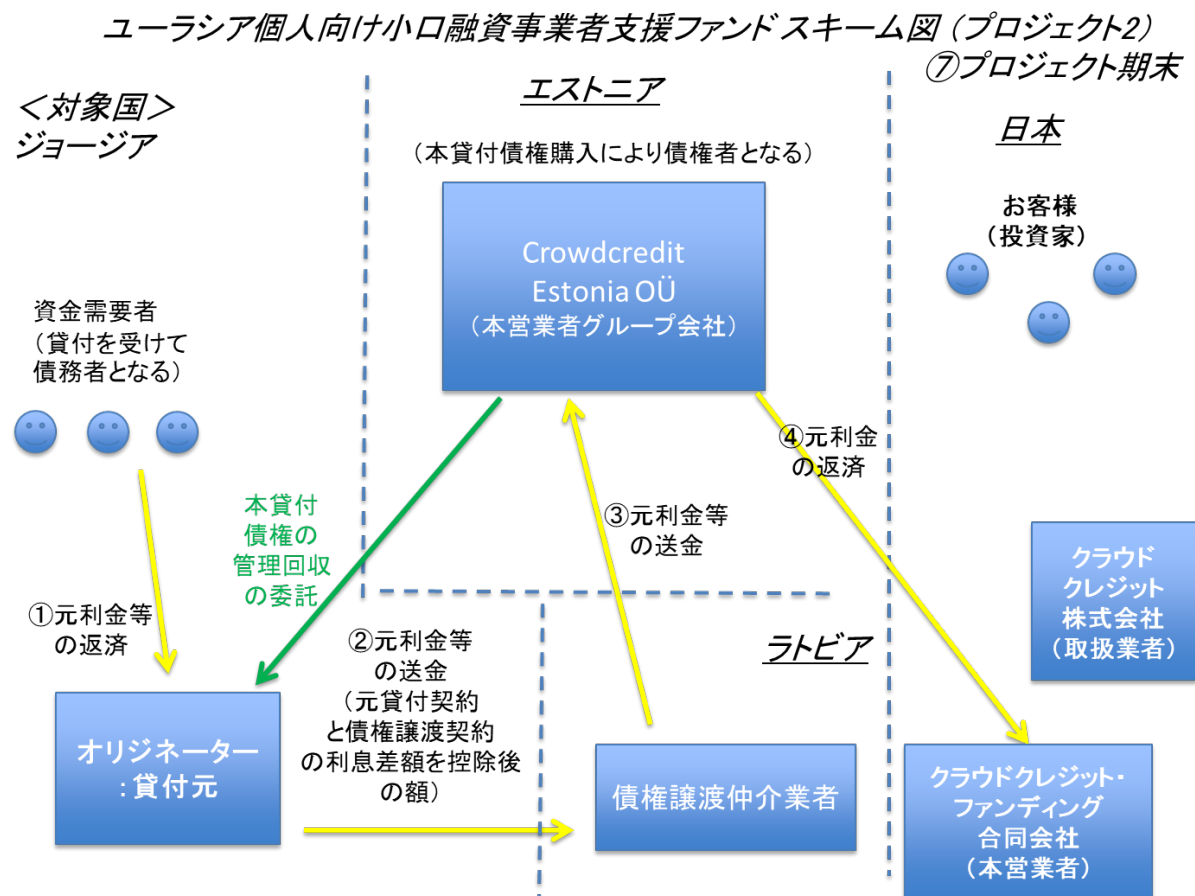 ユーラシア個人向け小口融資事業者支援ファンド スキーム図 (プロジェクト2)
⑦プロジェクト期末
＜対象国＞
ジョージア
エストニア
日本
（本貸付債権購入により債権者となる）
Crowdcredit
Estonia OÜ
（本営業者グループ会社）
お客様
（投資家）
資金需要者
（貸付を受けて
債務者となる）
④元利金
の返済
本貸付
債権の
管理回収
の委託
③元利金等
の送金
クラウド
クレジット
株式会社
（取扱業者）
①元利金等
の返済
②元利金等
の送金
（元貸付契約
と債権譲渡契約
の利息差額を控除後
の額）
ラトビア
オリジネーター
：貸付元
債権譲渡仲介業者
クラウドクレジット・
ファンディング
合同会社
（本営業者）